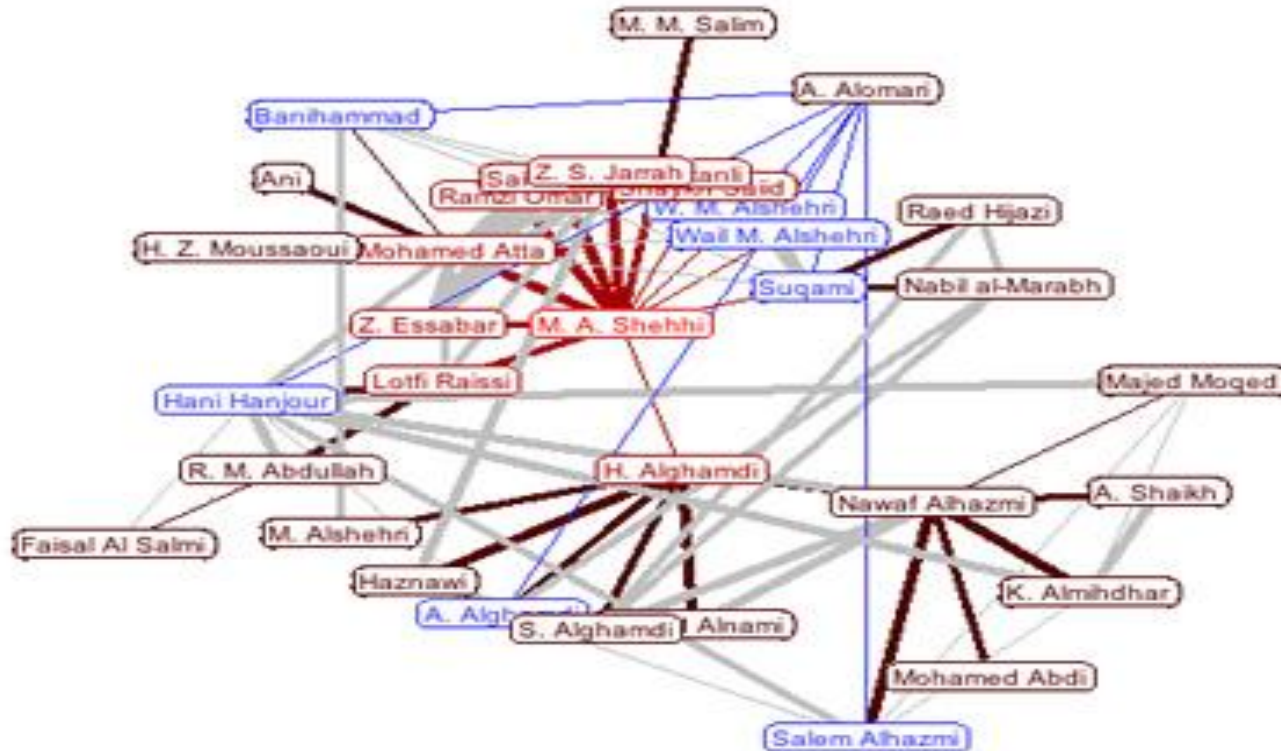 M. M. Salim
A. Alomari
Banihammad
Ani
Z. S. Jarrah
Ramzi Omar
W. M. Alshehri
Raed Hijazi
Wail M. Alshehri
H. Z. Moussaoui
Mohamed Atta
Suqami
Nabil al-Marabh
Z. Essabar
M. A. Shehhi
Lotfi Raissi
Majed Moqed
Hani Hanjour
R. M. Abdullah
H. Alghamdi
Nawaf Alhazmi
A. Shaikh
M. Alshehri
Faisal Al Salmi
Haznawi
K. Almihdhar
A. Alghamdi
S. Alghamdi
Alnami
Mohamed Abdi
Salem Alhazmi